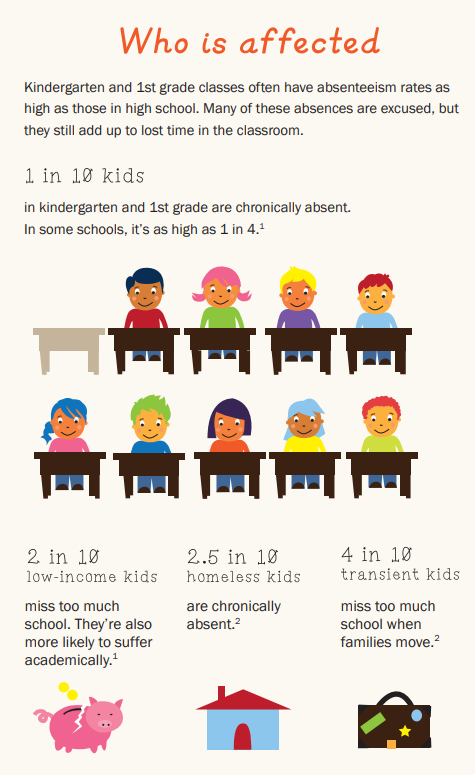 Who is affected
Kindergarten and 1st grade classes often have absenteeism rates as
high as those in high school. Many of these absences are excused, but
they still add up to lost time in the classroom.
1 in 10 kids
in kindergarten and 1st grade are chronically absent.
In some schools, it's as high as 1 in 4.¹
2 in 10
low-income kids
miss too much
school. They're also
more likely to suffer
academically.¹
2.5 in 10
homeless kids
are chronically
absent.²
4 in 10
transient kids
miss too much
school when
families move.²